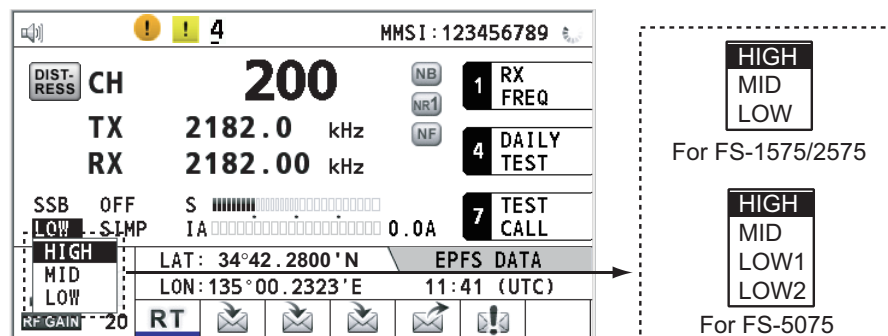 ! ! 4 MMSI:123456789
DIST-RESS CH 200 NB
NR1
TX 2182.0 kHz NF
RX 2182.00 kHz
1 RX FREQ
4 DAILY TEST
7 TEST CALL
SSB OFF S
LOW SIMP IA 0.0A
HIGH
MID
LOW
RF GAIN 20
LAT: 34°42.2800'N EPFS DATA
LON:135°00.2323'E 11:41 (UTC)
RT
HIGH
MID
LOW
For FS-1575/2575
HIGH
MID
LOW1
LOW2
For FS-5075